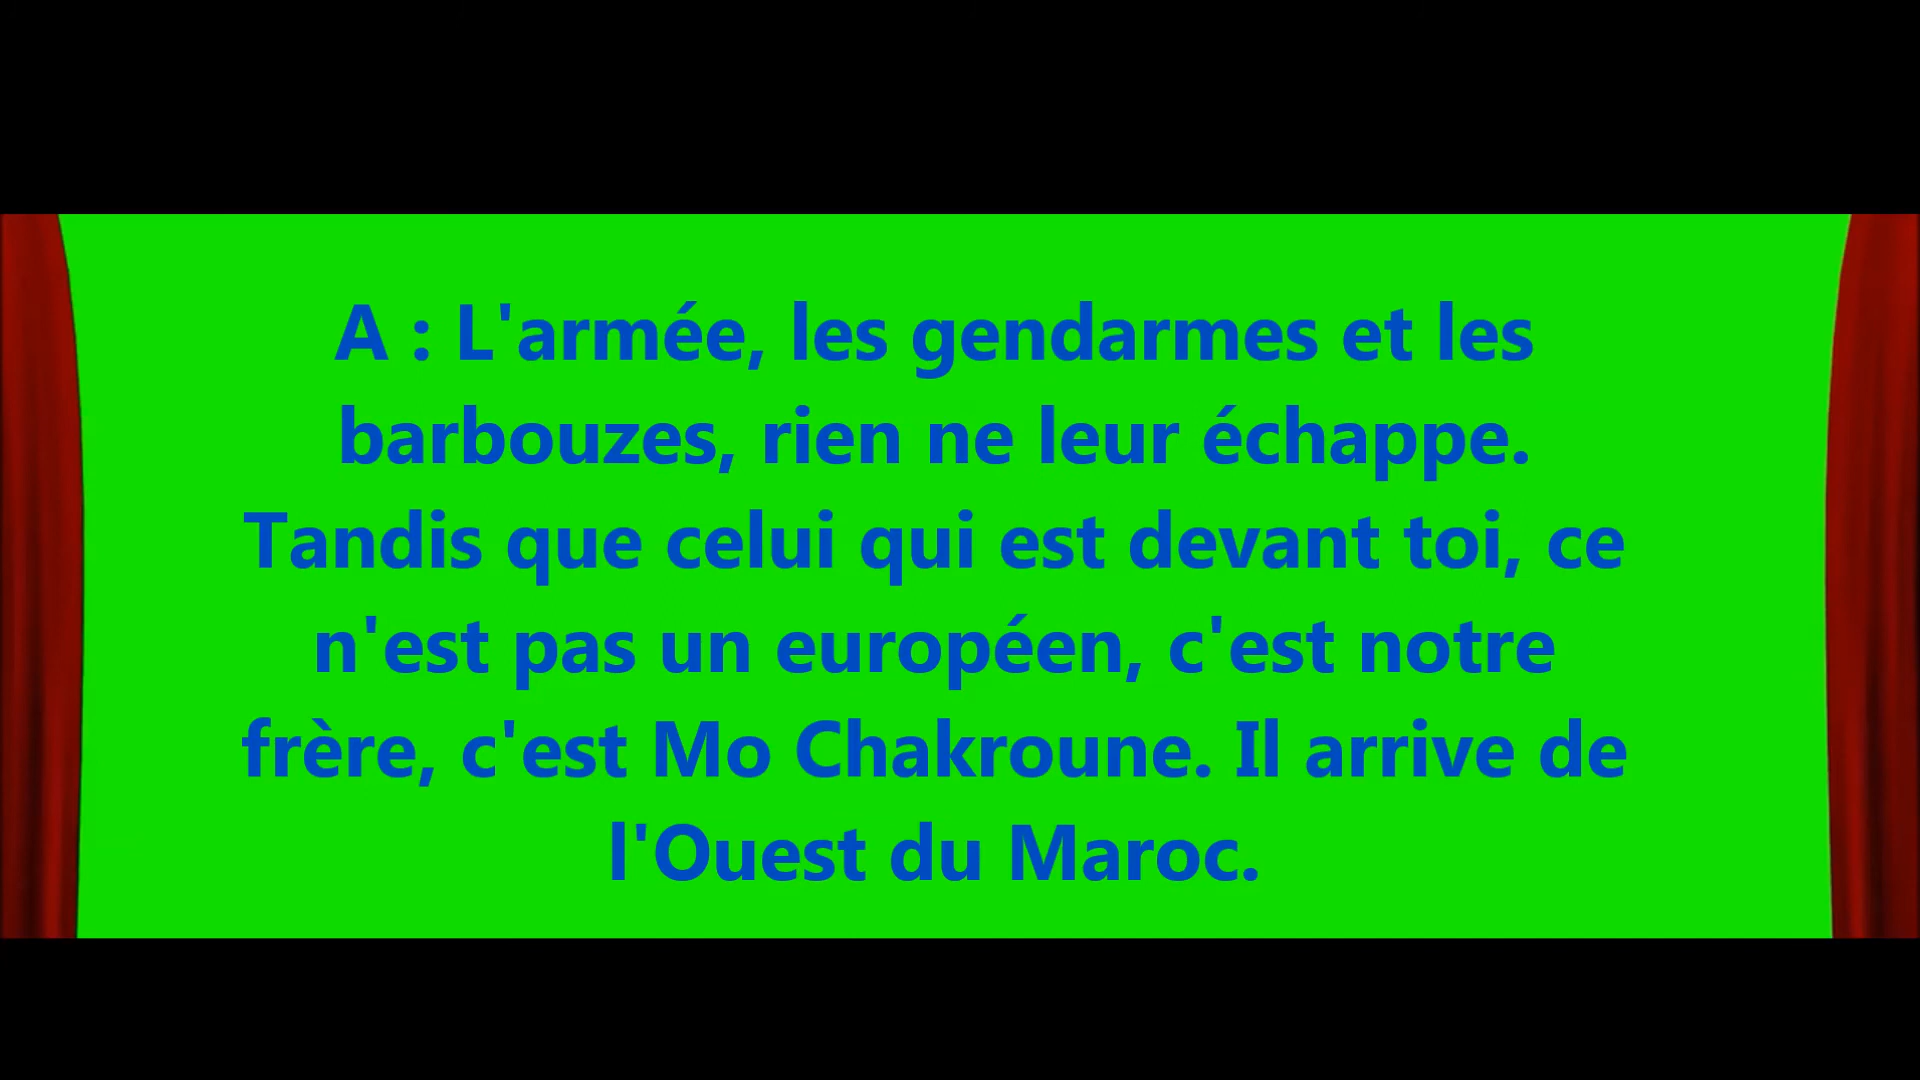 A : L'armée, les gendarmes et les
barbouzes, rien ne leur échappe.
Tandis que celui qui est devant toi, ce
n'est pas un européen, c'est notre
frère, c'est Mo Chakroune. Il arrive de
l'Ouest du Maroc.